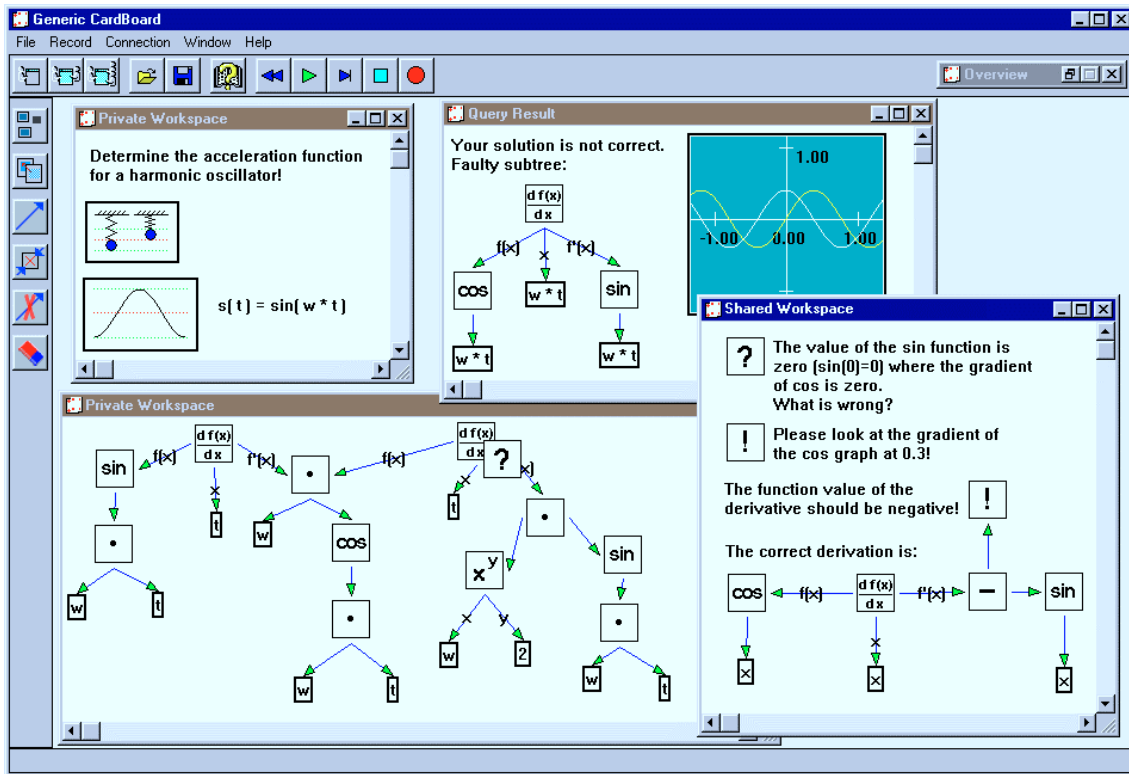 Generic CardBoard
File Record Connection Window Help
Overview
Private Workspace
Determine the acceleration function
for a harmonic oscillator!
s( t ) = sin( w * t )
Query Result
Your solution is not correct.
Faulty subtree:
d f(x)
dx
f(x) x f'(x)
cos w * t sin
w * t w * t
1.00
-1.00 0.00 1.00
Private Workspace
d f(x)
dx
sin f(x) x f'(x)
t
w t
w cos
w t
f(x)
d f(x)
dx
? x)
x
t
x y
x y
w 2
sin
w t
Shared Workspace
? The value of the sin function is
zero (sin(0)=0) where the gradient
of cos is zero.
What is wrong?
! Please look at the gradient of
the cos graph at 0.3!
The function value of the
derivative should be negative! !
The correct derivation is:
cos f(x) d f(x) f'(x) – sin
dx
x
x x x